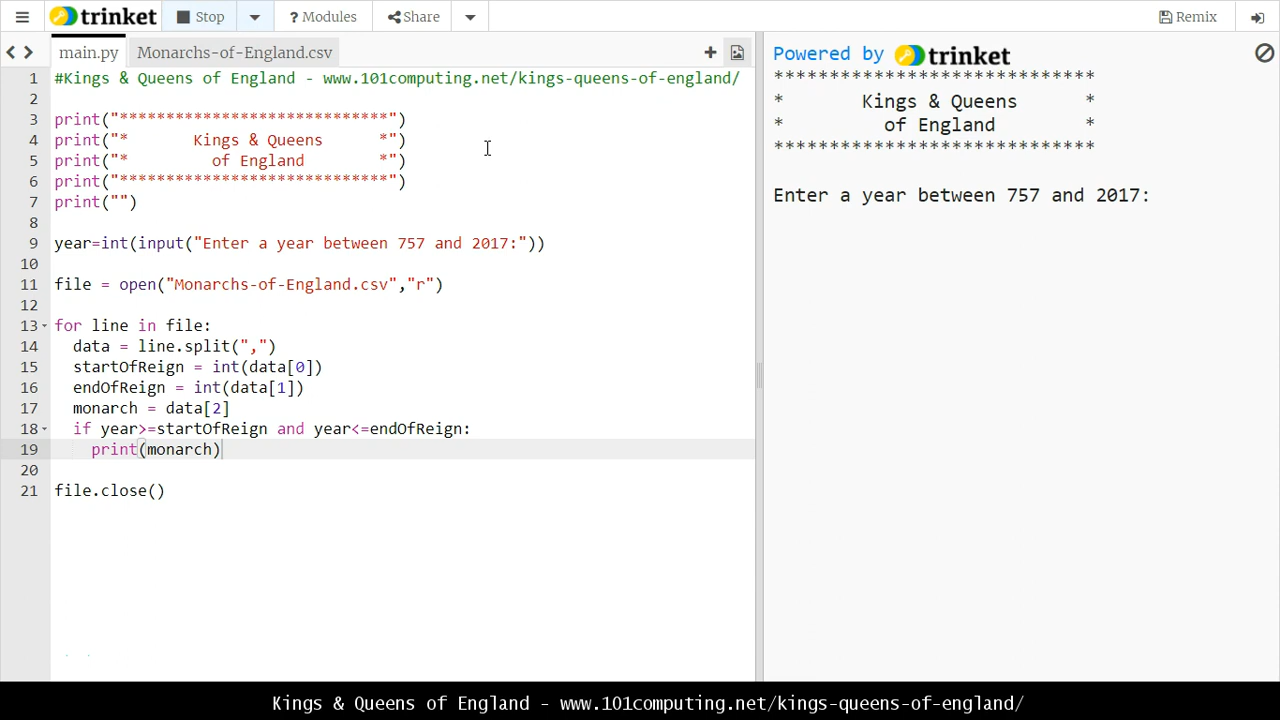 trinket Stop ? Modules Share Remix
main.py Monarchs-of-England.csv
1 #Kings & Queens of England - www.101computing.net/kings-queens-of-england/
2
3 print("*****************************")
4 print("*       Kings & Queens      *")
5 print("*         of England        *")
6 print("*****************************")
7 print("")
8
9 year=int(input("Enter a year between 757 and 2017:"))
10
11 file = open("Monarchs-of-England.csv","r")
12
13 for line in file:
14   data = line.split(",")
15   startOfReign = int(data[0])
16   endOfReign = int(data[1])
17   monarch = data[2]
18   if year>=startOfReign and year<=endOfReign:
19     print(monarch)
20
21 file.close()
Powered by trinket
*****************************
*       Kings & Queens      *
*         of England        *
*****************************
Enter a year between 757 and 2017:
Kings & Queens of England - www.101computing.net/kings-queens-of-england/